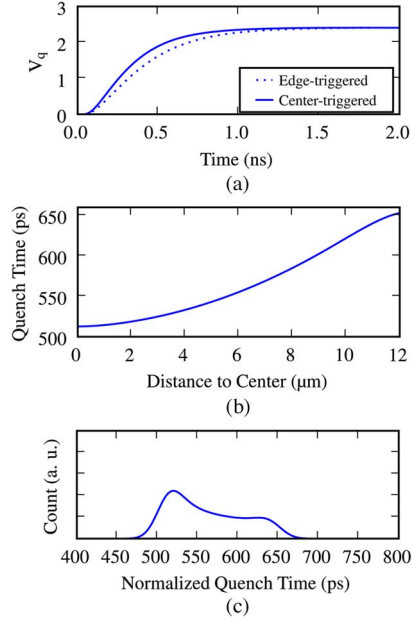 3
2
1
0
V_q
Edge-triggered
Center-triggered
0.0 0.5 1.0 1.5 2.0
Time (ns)
(a)
650
600
550
500
Quench Time (ps)
0 2 4 6 8 10 12
Distance to Center (μm)
(b)
Count (a. u.)
400 450 500 550 600 650 700 750 800
Normalized Quench Time (ps)
(c)